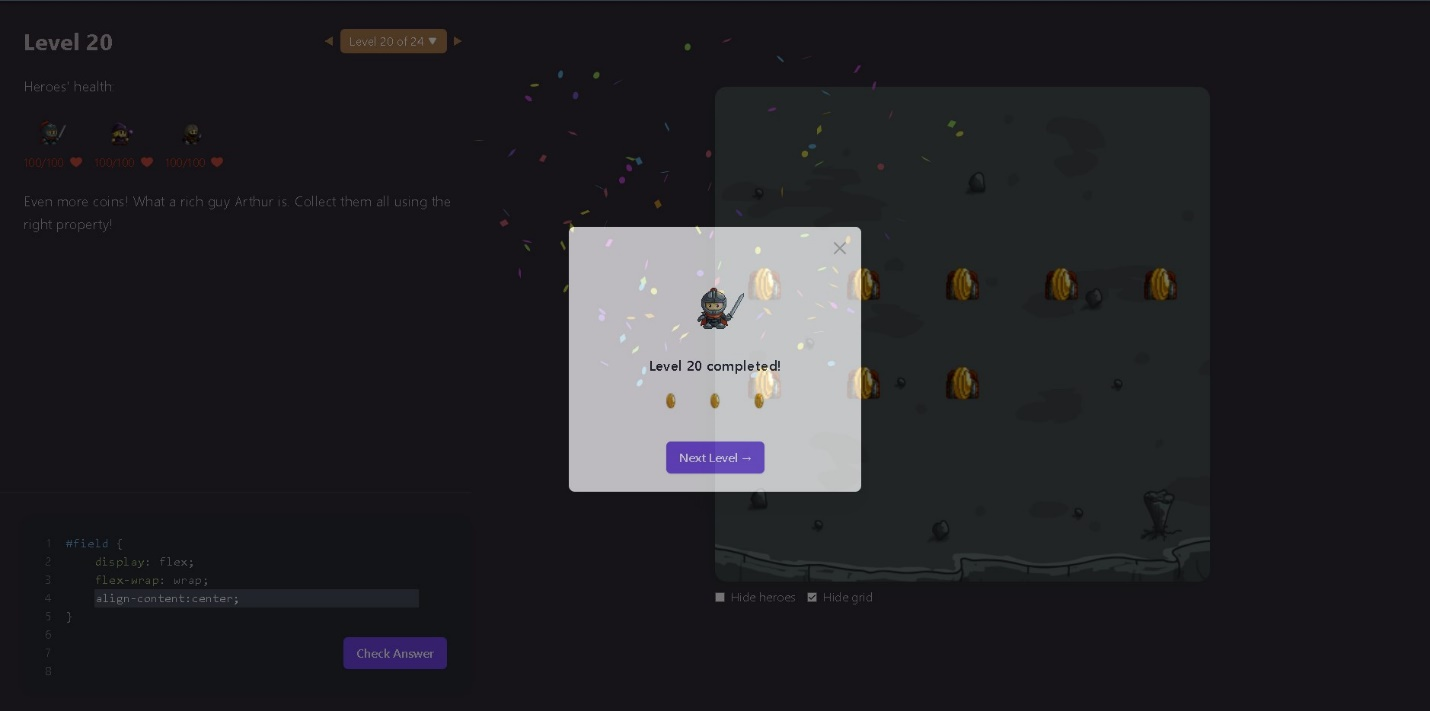 Level 20
◀ Level 20 of 24 ▼ ▶
Heroes' health:
100/100 100/100 100/100
Even more coins! What a rich guy Arthur is. Collect them all using the
right property!
Level 20 completed!
Next Level →
1 #field {
2 display: flex;
3 flex-wrap: wrap;
4 align-content:center;
5 }
6
7
8
Check Answer
Hide heroes Hide grid